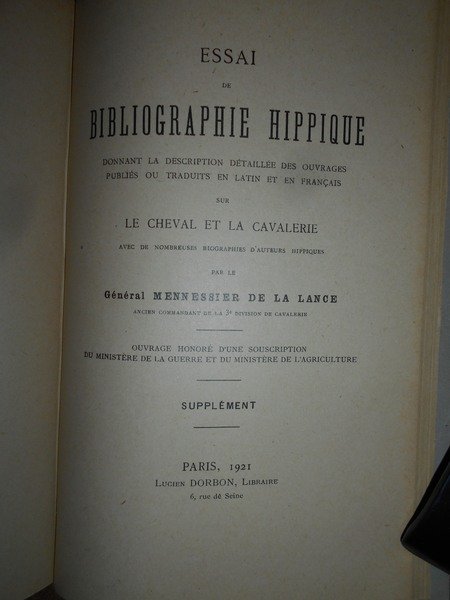 ESSAI
DE
BIBLIOGRAPHIE HIPPIQUE
DONNANT LA DESCRIPTION DÉTAILLÉE DES OUVRAGES
PUBLIÉS OU TRADUITS EN LATIN ET EN FRANÇAIS
SUR
LE CHEVAL ET LA CAVALERIE
AVEC DE NOMBREUSES BIOGRAPHIES D'AUTEURS HIPPIQUES
PAR LE
Général MENNESSIER DE LA LANCE
ANCIEN COMMANDANT DE LA 3e DIVISION DE CAVALERIE
OUVRAGE HONORÉ D'UNE SOUSCRIPTION
DU MINISTÈRE DE LA GUERRE ET DU MINISTÈRE DE L'AGRICULTURE
SUPPLÉMENT
PARIS, 1921
LUCIEN DORBON, LIBRAIRE
6, rue de Seine